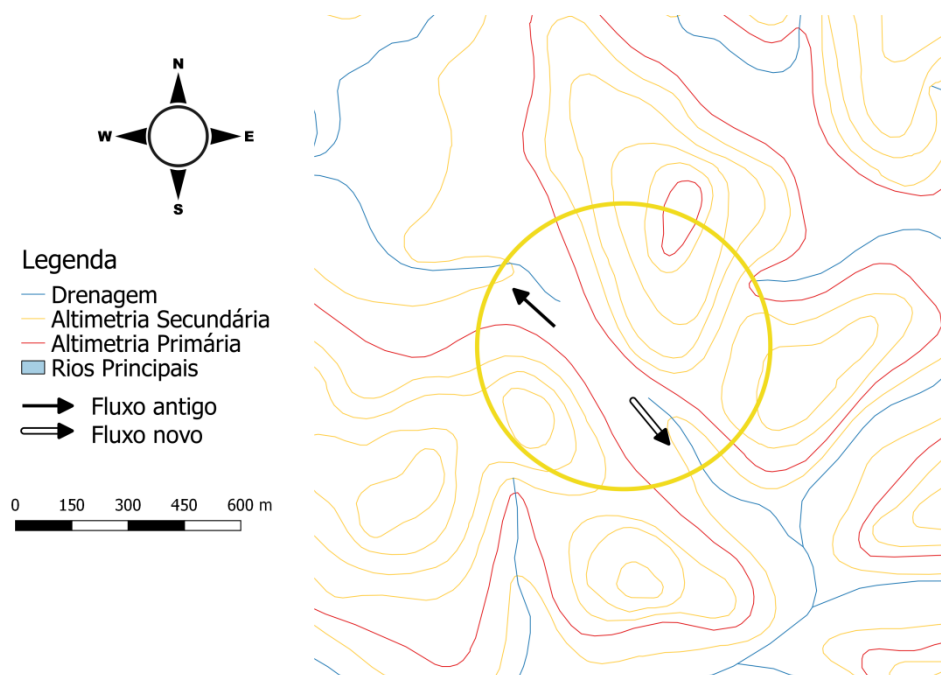 N
W E
S
Legenda
Drenagem
Altimetria Secundária
Altimetria Primária
Rios Principais
Fluxo antigo
Fluxo novo
0 150 300 450 600 m